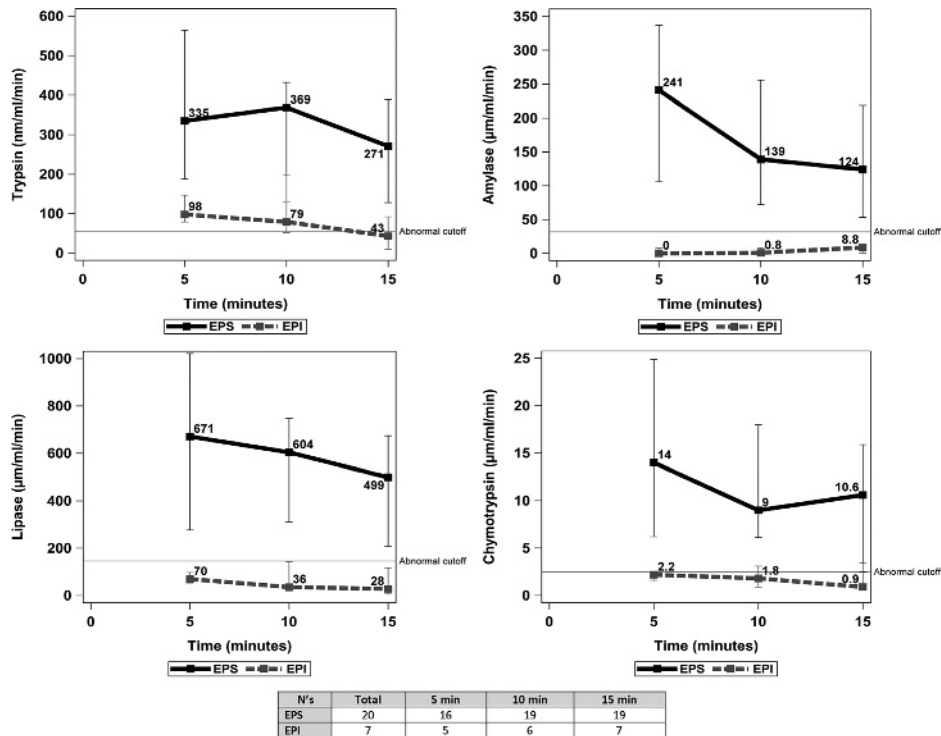 600
500
400
300
200
100
0
Trypsin (nm/ml/min)
335
369
271
98
79
43
Abnormal cutoff
0 5 10 15
Time (minutes)
EPS EPI
350
300
250
200
150
100
50
0
Amylase (µm/ml/min)
241
139
124
0
0.8
8.8
Abnormal cutoff
0 5 10 15
Time (minutes)
EPS EPI
1000
800
600
400
200
0
Lipase (µm/ml/min)
671
604
499
70
36
28
Abnormal cutoff
0 5 10 15
Time (minutes)
EPS EPI
25
20
15
10
5
0
Chymotrypsin (µm/ml/min)
14
9
10.6
2.2
1.8
0.9
Abnormal cutoff
0 5 10 15
Time (minutes)
EPS EPI
N's Total 5 min 10 min 15 min
EPS 20 16 19 19
EPI 7 5 6 7